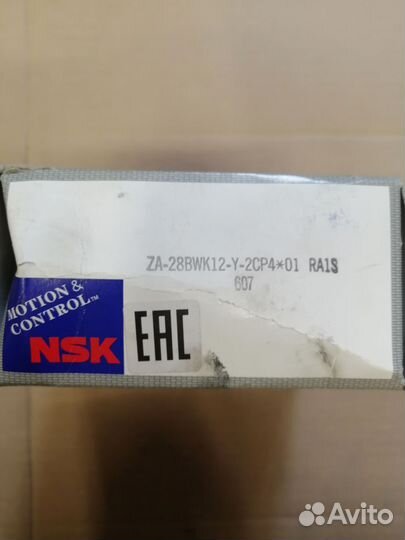 ZA-28BWK12-Y-2CP4*01 RA1S
607
MOTION &
CONTROL™
NSK
EAC
Avito